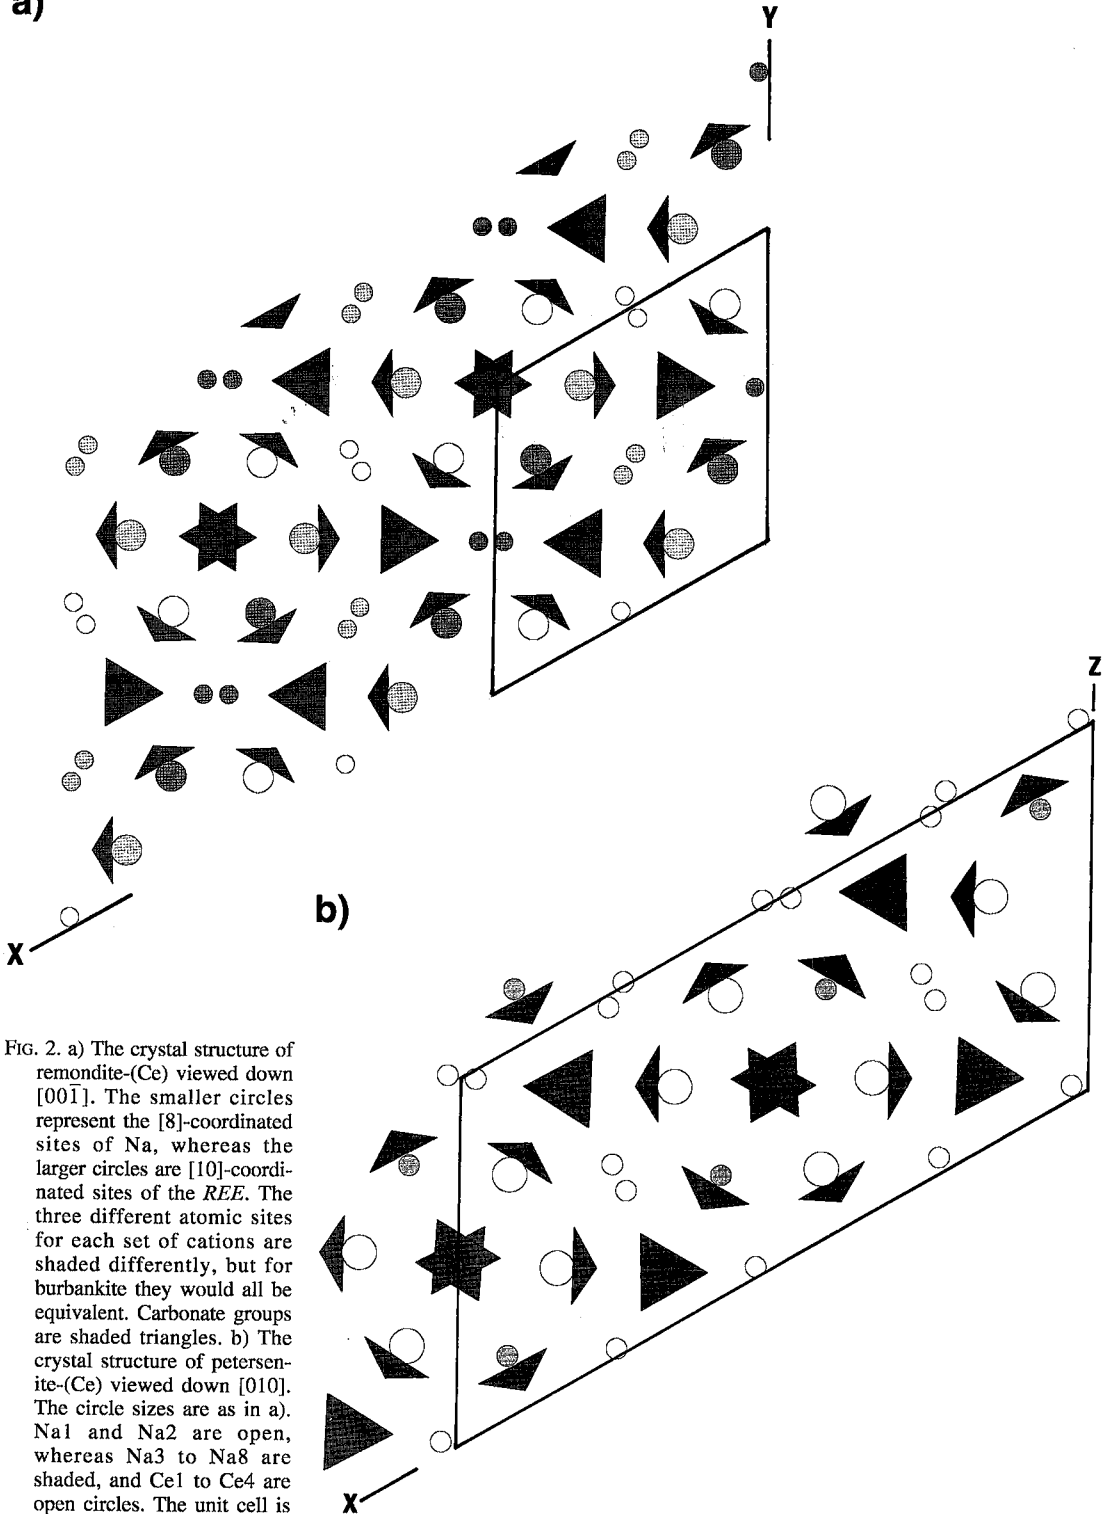 a)
Y
X
Z
b)
X
FIG. 2. a) The crystal structure of
remondite-(Ce) viewed down
[001̅]. The smaller circles
represent the [8]-coordinated
sites of Na, whereas the
larger circles are [10]-coordi-
nated sites of the REE. The
three different atomic sites
for each set of cations are
shaded differently, but for
burbankite they would all be
equivalent. Carbonate groups
are shaded triangles. b) The
crystal structure of petersen-
ite-(Ce) viewed down [010].
The circle sizes are as in a).
Na1 and Na2 are open,
whereas Na3 to Na8 are
shaded, and Ce1 to Ce4 are
open circles. The unit cell is